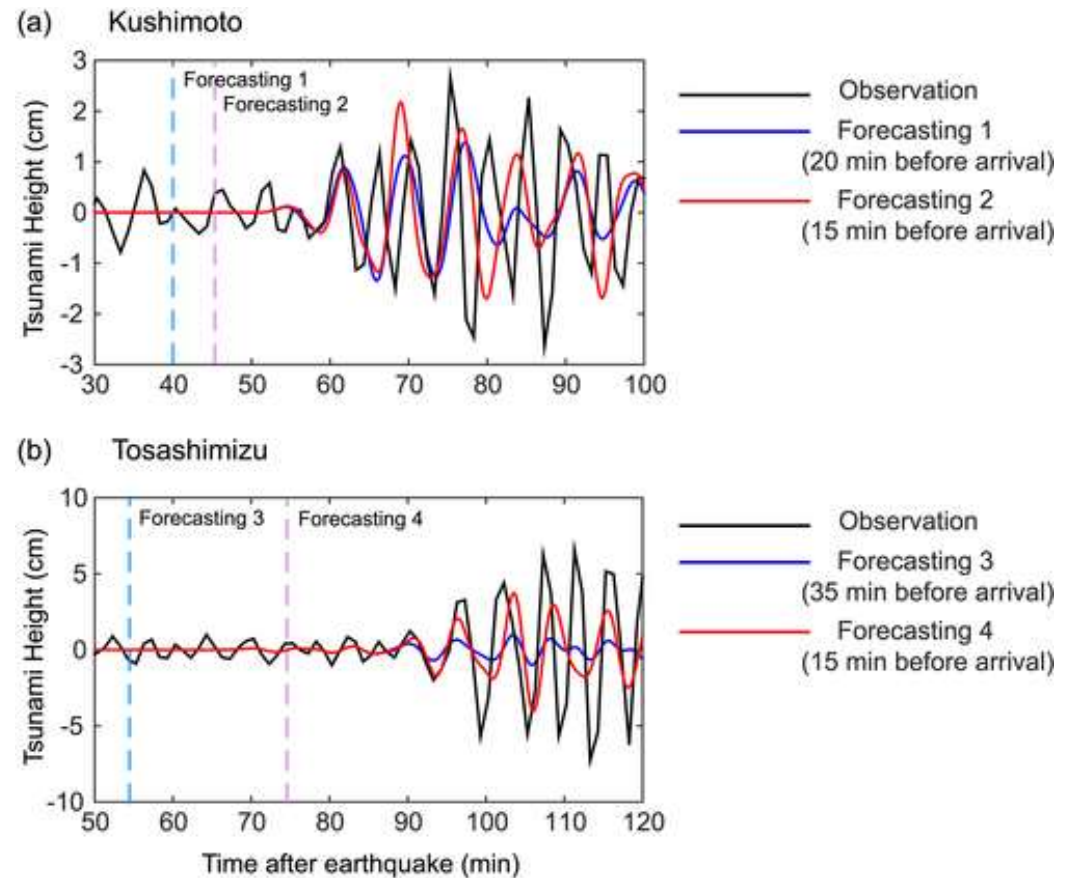 (a) Kushimoto
Tsunami Height (cm)
3
2
1
0
-1
-2
-3
30 40 50 60 70 80 90 100
Forecasting 1
Forecasting 2
Observation
Forecasting 1
(20 min before arrival)
Forecasting 2
(15 min before arrival)
(b) Tosashimizu
Tsunami Height (cm)
10
5
0
-5
-10
50 60 70 80 90 100 110 120
Forecasting 3 Forecasting 4
Observation
Forecasting 3
(35 min before arrival)
Forecasting 4
(15 min before arrival)
Time after earthquake (min)